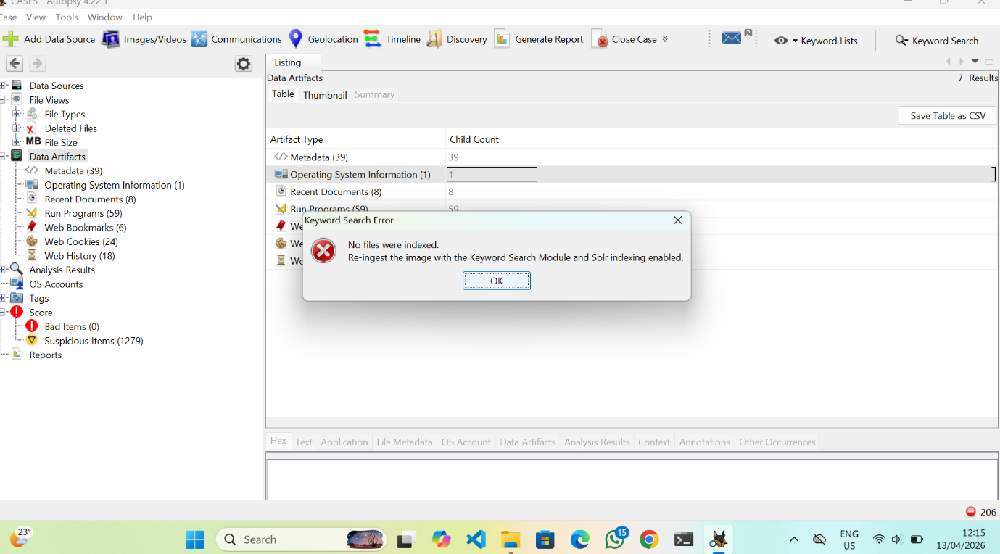 CASES - Autopsy 4.22.1
Case View Tools Window Help
Add Data Source Images/Videos Communications Geolocation Timeline Discovery Generate Report Close Case 2 Keyword Lists Keyword Search
Listing
Data Artifacts 7 Results
Table Thumbnail Summary
Save Table as CSV
Artifact Type Child Count
Metadata (39) 39
Operating System Information (1) 1
Recent Documents (8) 8
Run Programs (59) 59
We
We
We
Data Sources
File Views
File Types
Deleted Files
MB File Size
Data Artifacts
Metadata (39)
Operating System Information (1)
Recent Documents (8)
Run Programs (59)
Web Bookmarks (6)
Web Cookies (24)
Web History (18)
Analysis Results
OS Accounts
Tags
Score
Bad Items (0)
Suspicious Items (1279)
Reports
Keyword Search Error
No files were indexed.
Re-ingest the image with the Keyword Search Module and Solr indexing enabled.
OK
Hex Text Application File Metadata OS Account Data Artifacts Analysis Results Context Annotations Other Occurrences
206
23°
Search
15
ENG
US
12:15
13/04/2026